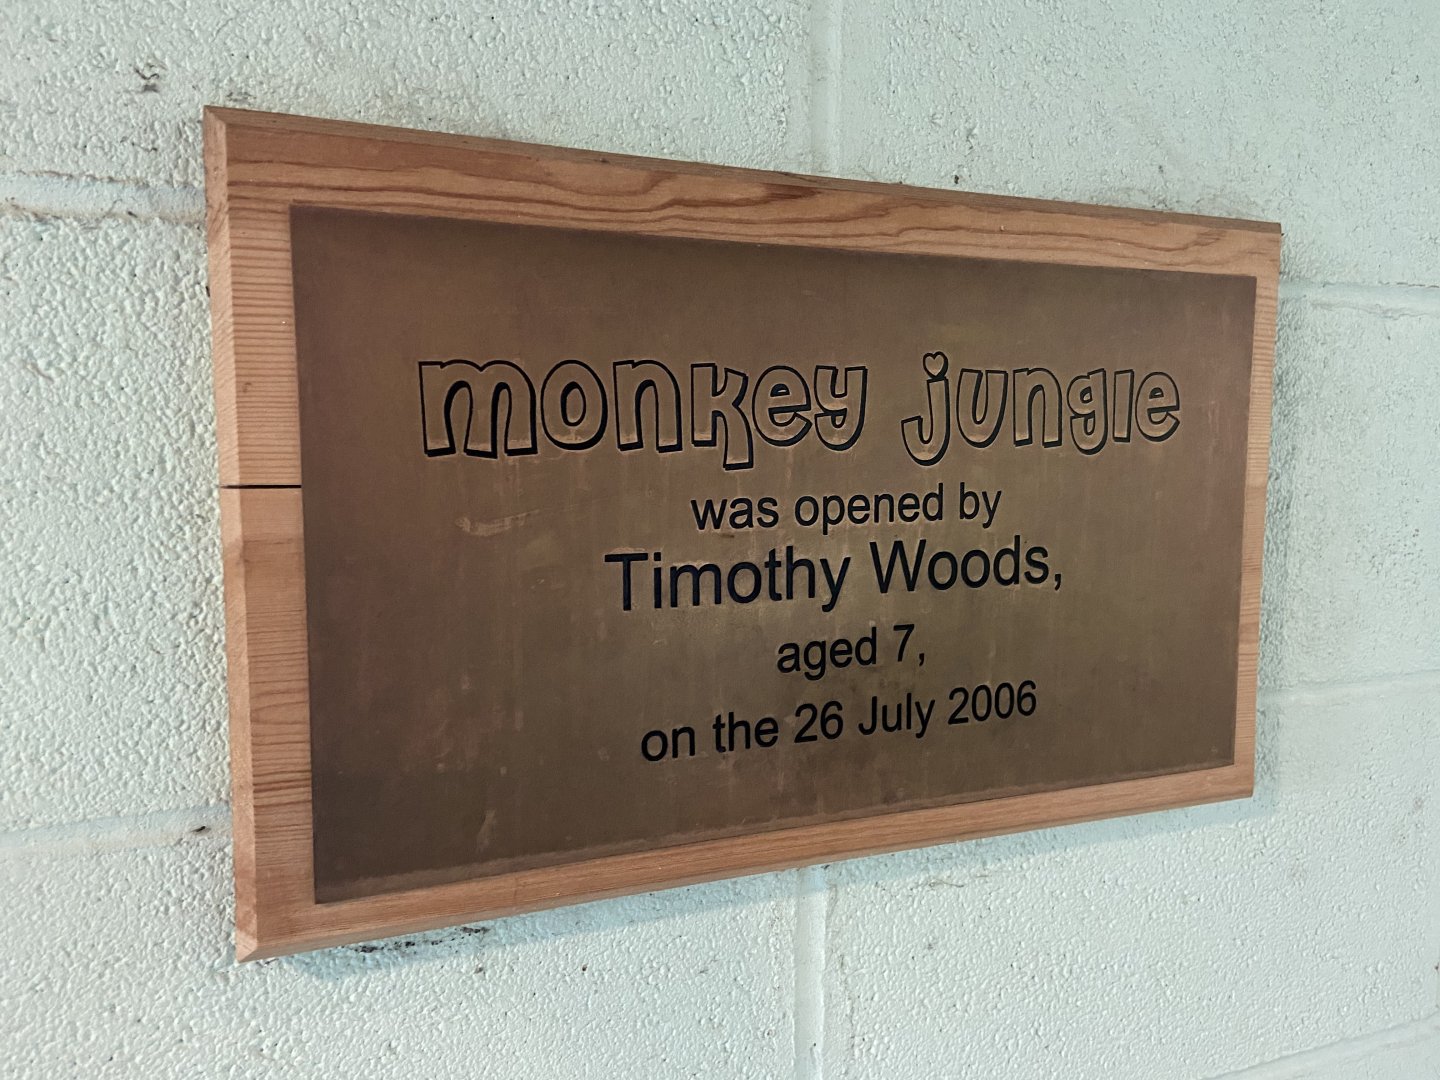 monkey jungle
was opened by
Timothy Woods,
aged 7,
on the 26 July 2006